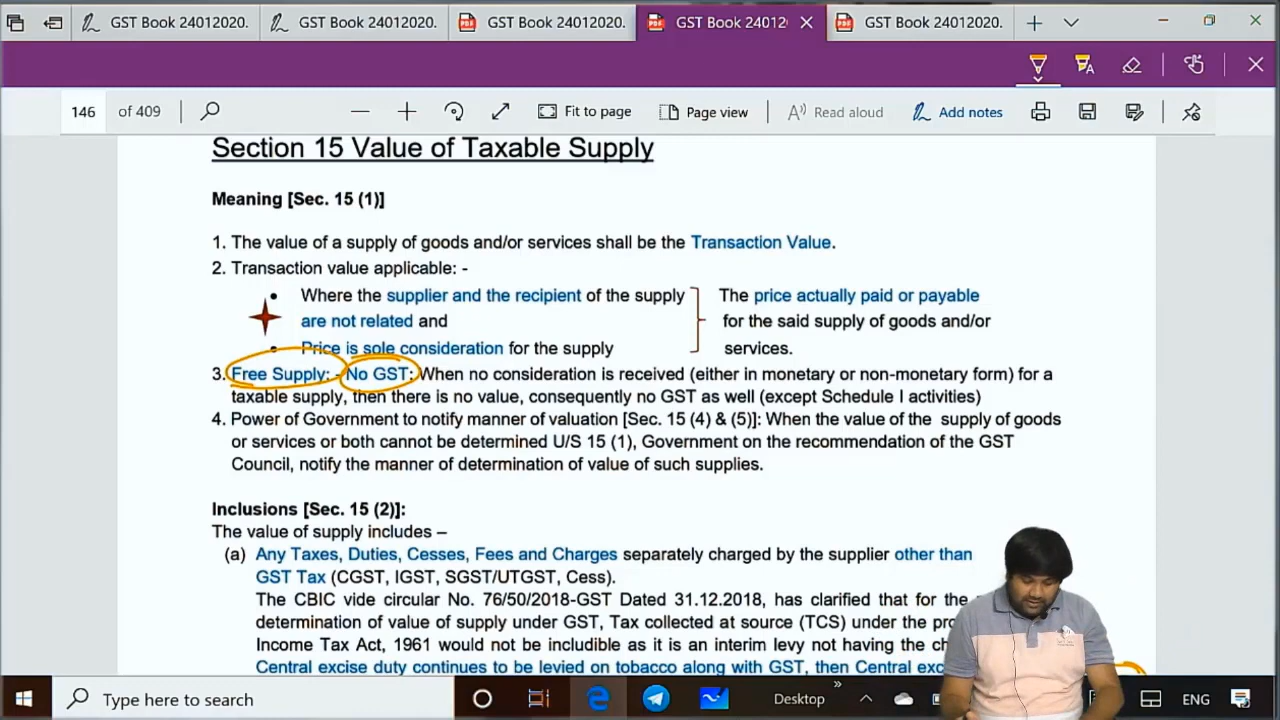 GST Book 24012020.
GST Book 24012020.
GST Book 24012020.
GST Book 24012
GST Book 24012020.
146 of 409
Fit to page
Page view
Read aloud
Add notes
Section 15 Value of Taxable Supply
Meaning [Sec. 15 (1)]
1. The value of a supply of goods and/or services shall be the Transaction Value.
2. Transaction value applicable: -
• Where the supplier and the recipient of the supply The price actually paid or payable
are not related and for the said supply of goods and/or
• Price is sole consideration for the supply services.
3. Free Supply: - No GST: When no consideration is received (either in monetary or non-monetary form) for a
taxable supply, then there is no value, consequently no GST as well (except Schedule I activities)
4. Power of Government to notify manner of valuation [Sec. 15 (4) & (5)]: When the value of the supply of goods
or services or both cannot be determined U/S 15 (1), Government on the recommendation of the GST
Council, notify the manner of determination of value of such supplies.
Inclusions [Sec. 15 (2)]:
The value of supply includes –
(a) Any Taxes, Duties, Cesses, Fees and Charges separately charged by the supplier other than
GST Tax (CGST, IGST, SGST/UTGST, Cess).
The CBIC vide circular No. 76/50/2018-GST Dated 31.12.2018, has clarified that for the
determination of value of supply under GST, Tax collected at source (TCS) under the
Income Tax Act, 1961 would not be includible as it is an interim levy not having the
Central excise duty continues to be levied on tobacco along with GST, then Central
Type here to search
Desktop
ENG